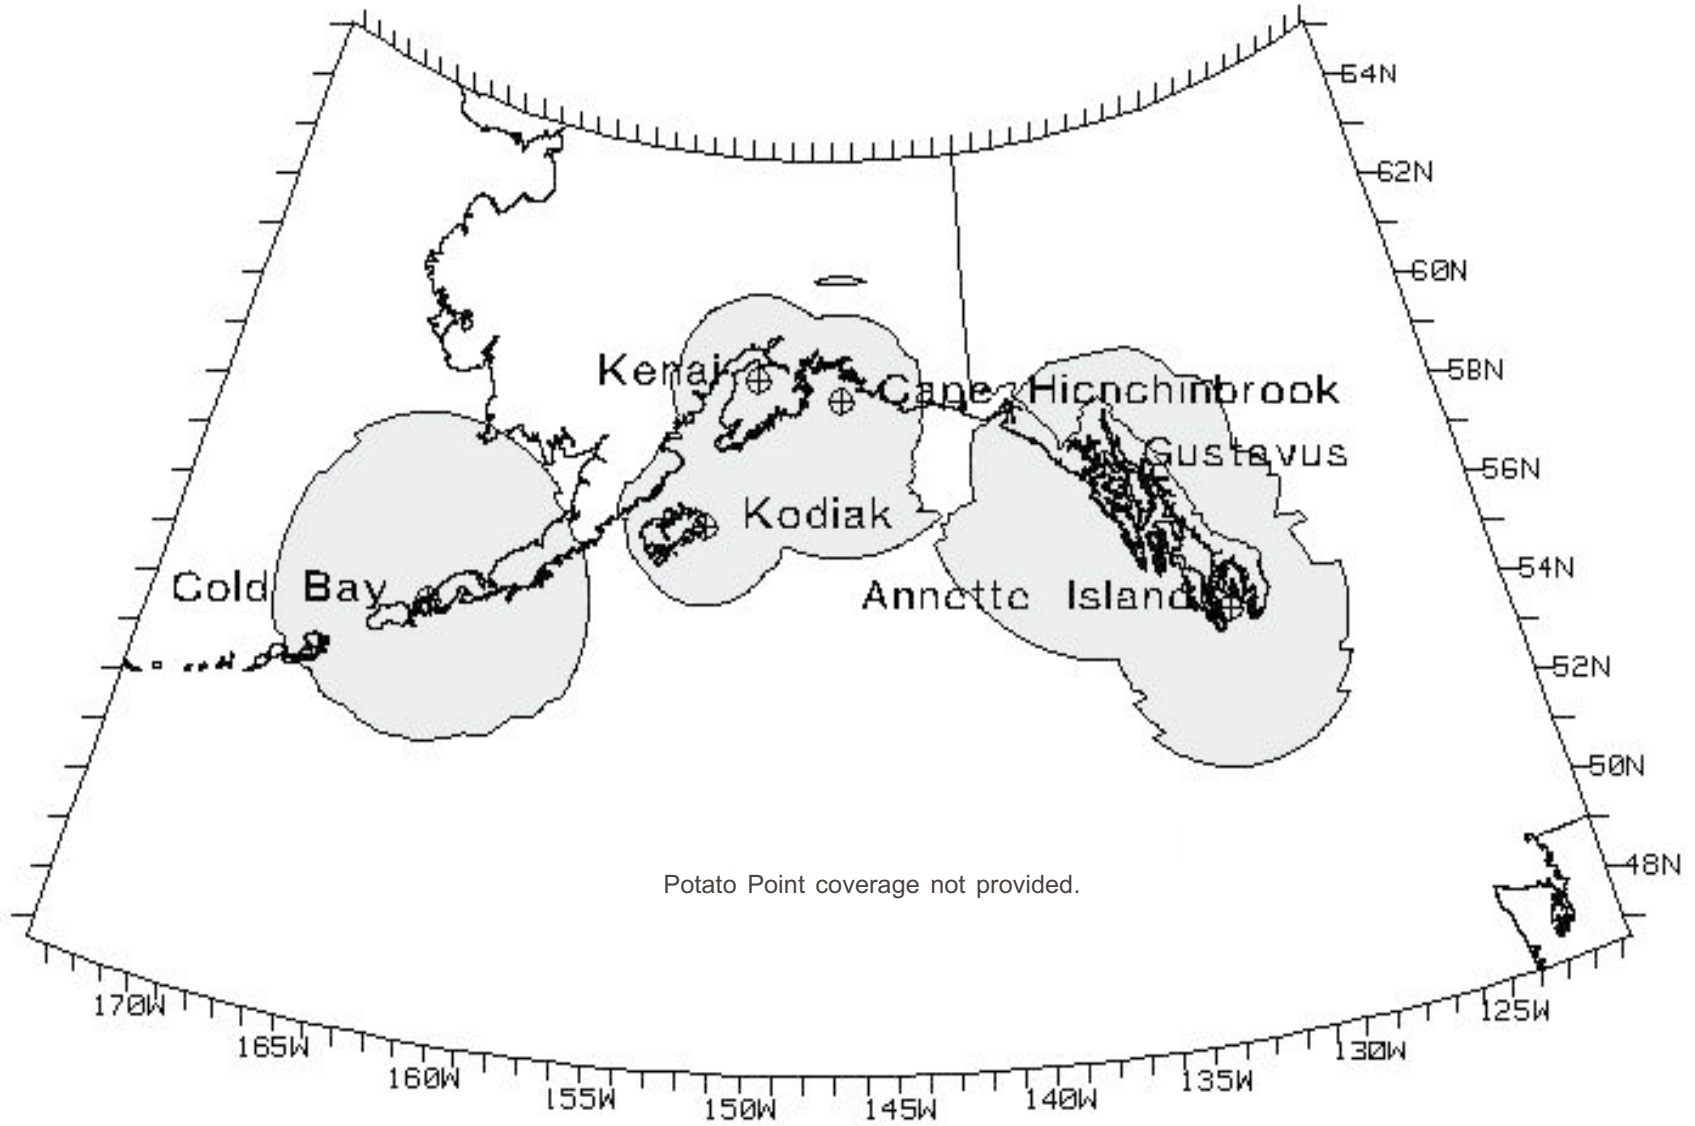 64N
62N
60N
58N
Kenai
Cape Hicnchinbrook
Gustavus
56N
Kodiak
54N
Cold Bay
Annette Island
52N
50N
48N
Potato Point coverage not provided.
170W
165W
160W
155W
150W
145W
140W
135W
130W
125W